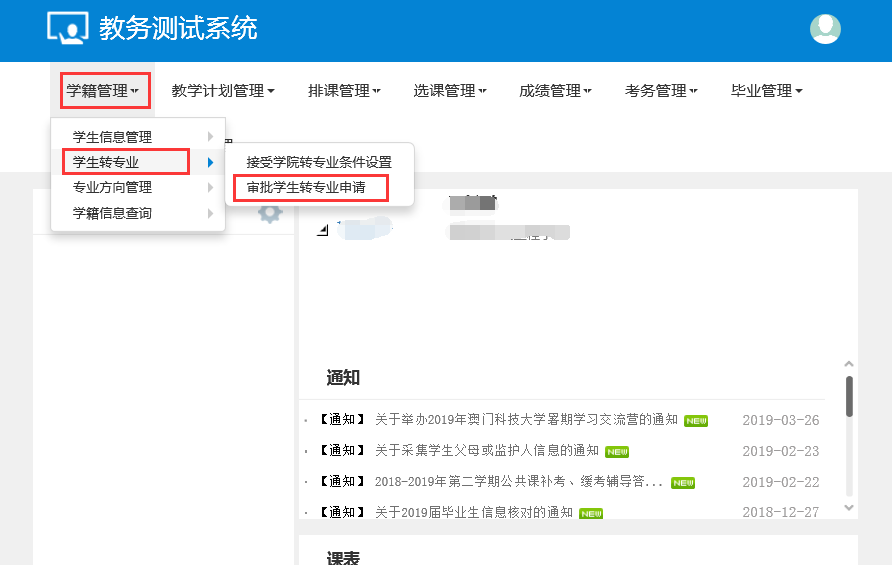 教务测试系统
学籍管理 教学计划管理 排课管理 选课管理 成绩管理 考务管理 毕业管理
学生信息管理
学生转专业
专业方向管理
学籍信息查询
接受学院转专业条件设置
审批学生转专业申请
通知
· 【通知】 关于举办2019年澳门科技大学暑期学习交流营的通知 NEW 2019-03-26
· 【通知】 关于采集学生父母或监护人信息的通知 NEW 2019-02-23
· 【通知】 2018-2019年第二学期公共课补考、缓考辅导答... NEW 2019-02-22
· 【通知】 关于2019届毕业生信息核对的通知 NEW 2018-12-27
课表